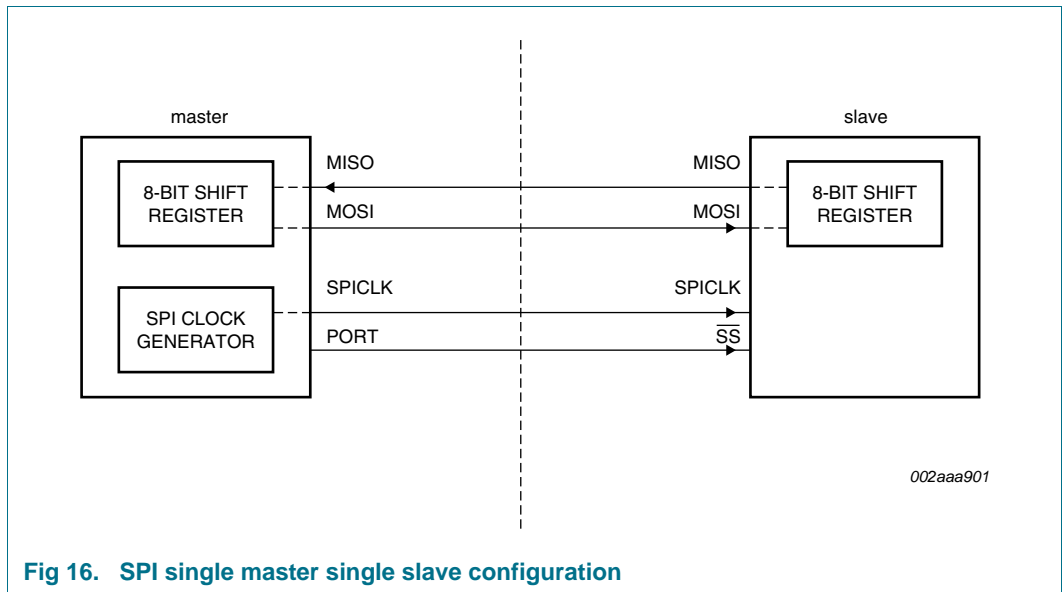 master
slave
8-BIT SHIFT
REGISTER
MISO
MISO
8-BIT SHIFT
REGISTER
MOSI
MOSI
SPI CLOCK
GENERATOR
SPICLK
SPICLK
PORT
SS
002aaa901
Fig 16. SPI single master single slave configuration